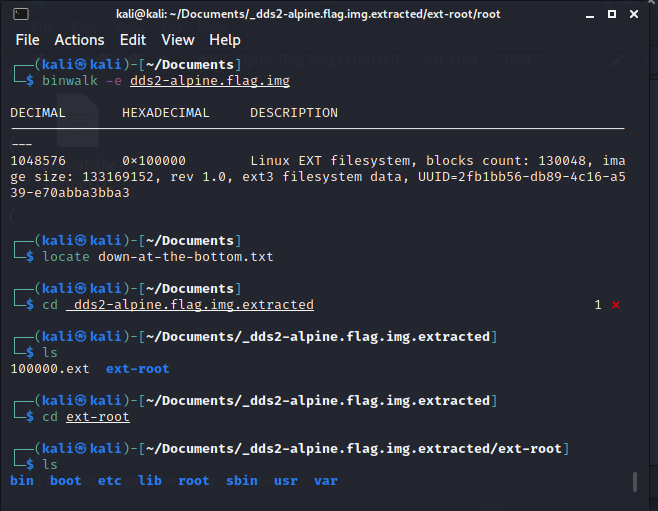 kali@kali: ~/Documents/_dds2-alpine.flag.img.extracted/ext-root/root
File Actions Edit View Help
┌──(kali㉿kali)-[~/Documents]
└─$ binwalk -e dds2-alpine.flag.img
DECIMAL       HEXADECIMAL     DESCRIPTION
--------------------------------------------------------------------------------
---
1048576       0×100000        Linux EXT filesystem, blocks count: 130048, ima
ge size: 133169152, rev 1.0, ext3 filesystem data, UUID=2fb1bb56-db89-4c16-a5
39-e70abba3bba3
┌──(kali㉿kali)-[~/Documents]
└─$ locate down-at-the-bottom.txt
┌──(kali㉿kali)-[~/Documents]
└─$ cd _dds2-alpine.flag.img.extracted 1 ⨯
┌──(kali㉿kali)-[~/Documents/_dds2-alpine.flag.img.extracted]
└─$ ls
100000.ext  ext-root
┌──(kali㉿kali)-[~/Documents/_dds2-alpine.flag.img.extracted]
└─$ cd ext-root
┌──(kali㉿kali)-[~/Documents/_dds2-alpine.flag.img.extracted/ext-root]
└─$ ls
bin  boot  etc  lib  root  sbin  usr  var